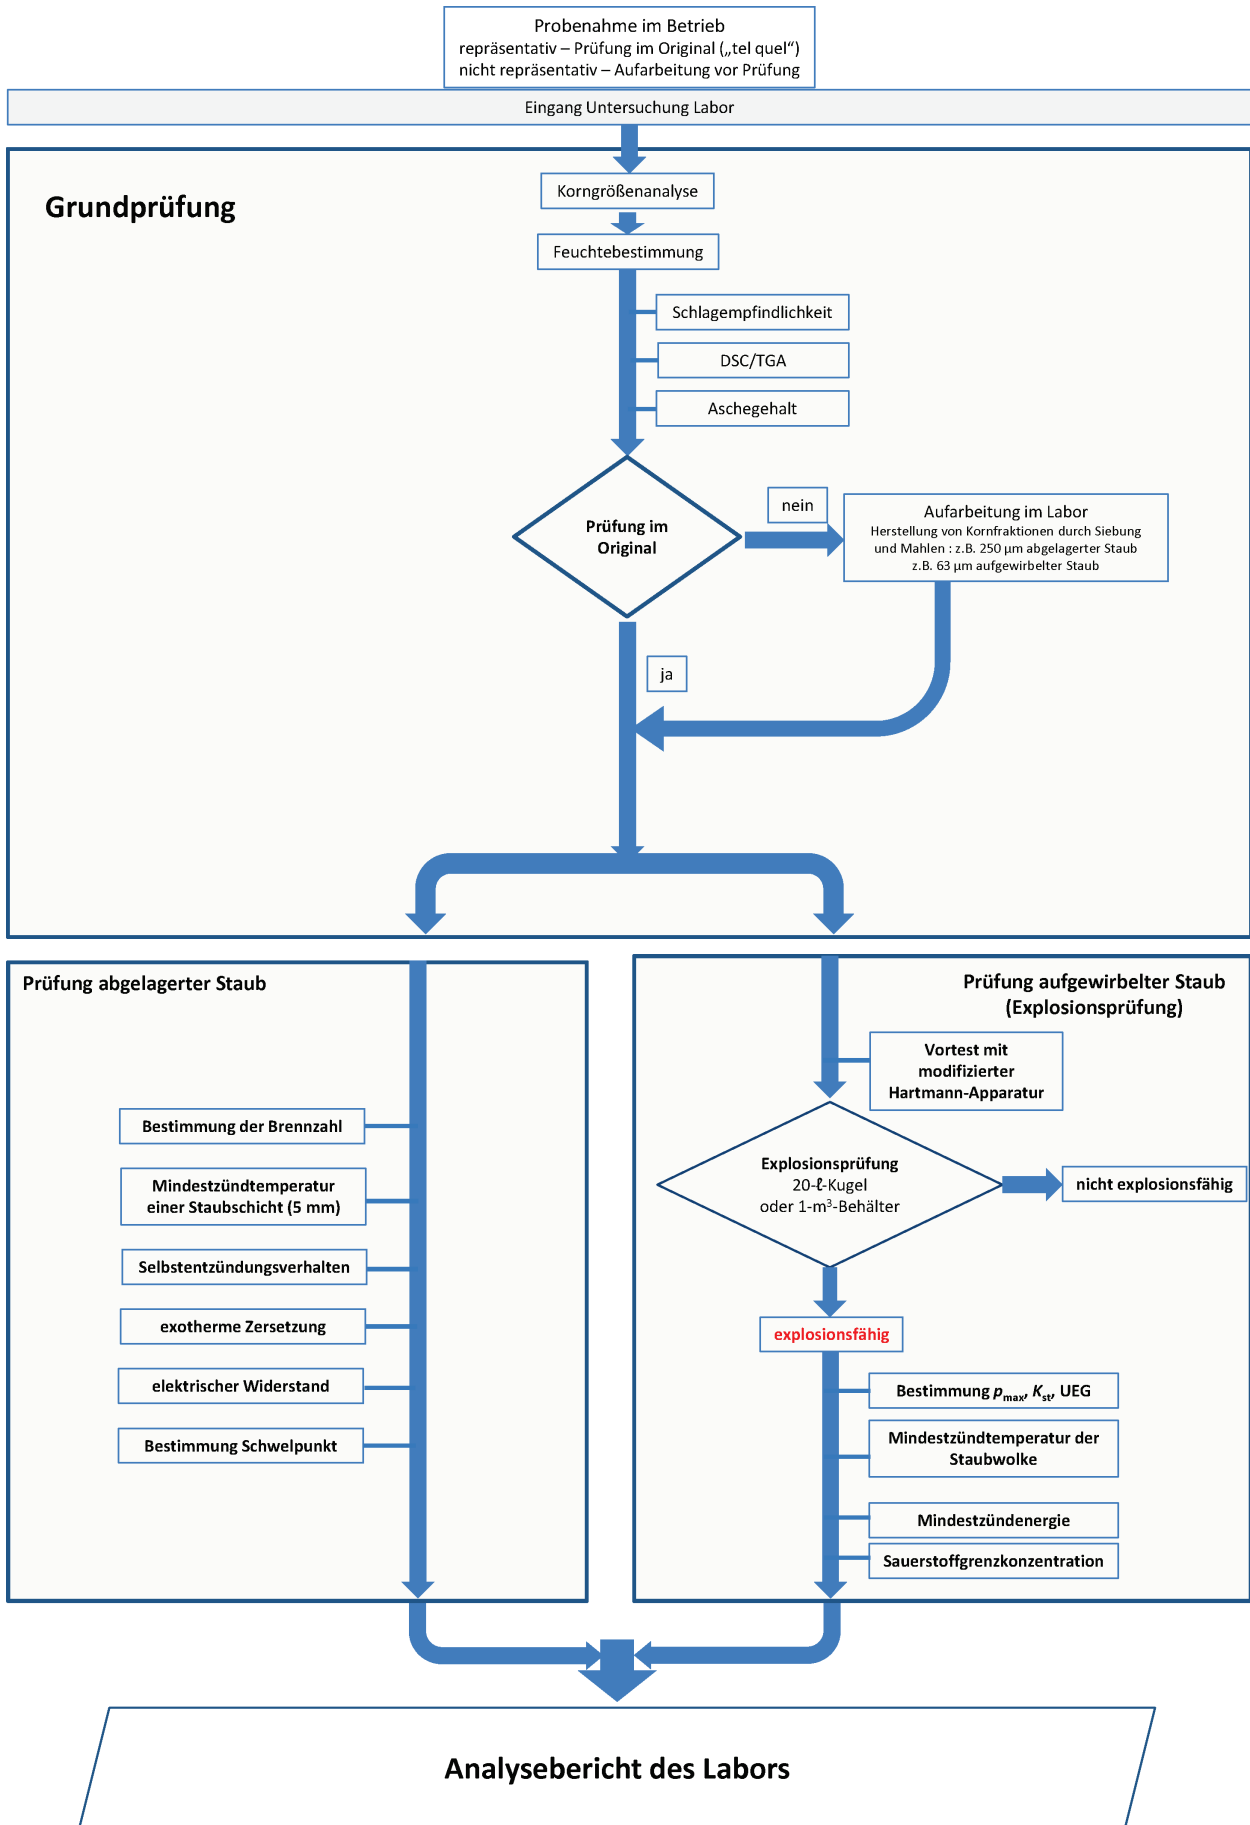 Probenahme im Betrieb
repräsentativ – Prüfung im Original („tel quel“)
nicht repräsentativ – Aufarbeitung vor Prüfung
Eingang Untersuchung Labor
Grundprüfung
Korngrößenanalyse
Feuchtebestimmung
Schlagempfindlichkeit
DSC/TGA
Aschegehalt
Prüfung im
Original
nein
Aufarbeitung im Labor
Herstellung von Kornfraktionen durch Siebung
und Mahlen : z.B. 250 µm abgelagerter Staub
z.B. 63 µm aufgewirbelter Staub
ja
Prüfung abgelagerter Staub
Bestimmung der Brennzahl
Mindestzündtemperatur
einer Staubschicht (5 mm)
Selbstentzündungsverhalten
exotherme Zersetzung
elektrischer Widerstand
Bestimmung Schwelpunkt
Prüfung aufgewirbelter Staub
(Explosionsprüfung)
Vortest mit
modifizierter
Hartmann-Apparatur
Explosionsprüfung
20-ℓ-Kugel
oder 1-m³-Behälter
nicht explosionsfähig
explosionsfähig
Bestimmung pmax, Kst, UEG
Mindestzündtemperatur der
Staubwolke
Mindestzündenergie
Sauerstoffgrenzkonzentration
Analysebericht des Labors